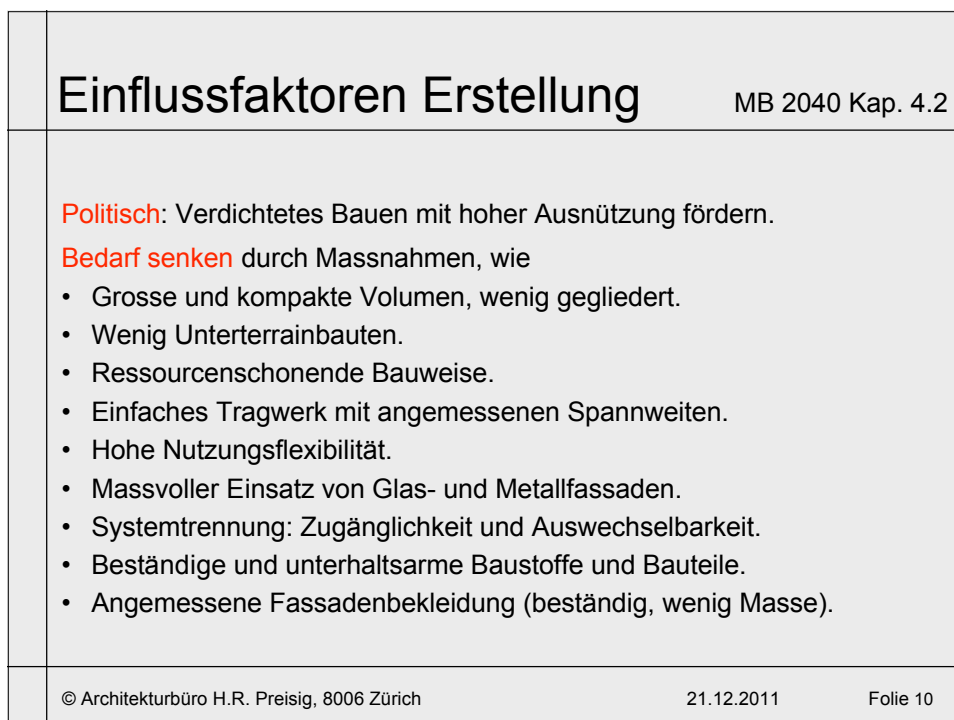 Einflussfaktoren Erstellung MB 2040 Kap. 4.2
Politisch: Verdichtetes Bauen mit hoher Ausnützung fördern.
Bedarf senken durch Massnahmen, wie
• Grosse und kompakte Volumen, wenig gegliedert.
• Wenig Unterterrainbauten.
• Ressourcenschonende Bauweise.
• Einfaches Tragwerk mit angemessenen Spannweiten.
• Hohe Nutzungsflexibilität.
• Massvoller Einsatz von Glas- und Metallfassaden.
• Systemtrennung: Zugänglichkeit und Auswechselbarkeit.
• Beständige und unterhaltsarme Baustoffe und Bauteile.
• Angemessene Fassadenbekleidung (beständig, wenig Masse).
© Architekturbüro H.R. Preisig, 8006 Zürich 21.12.2011 Folie 10